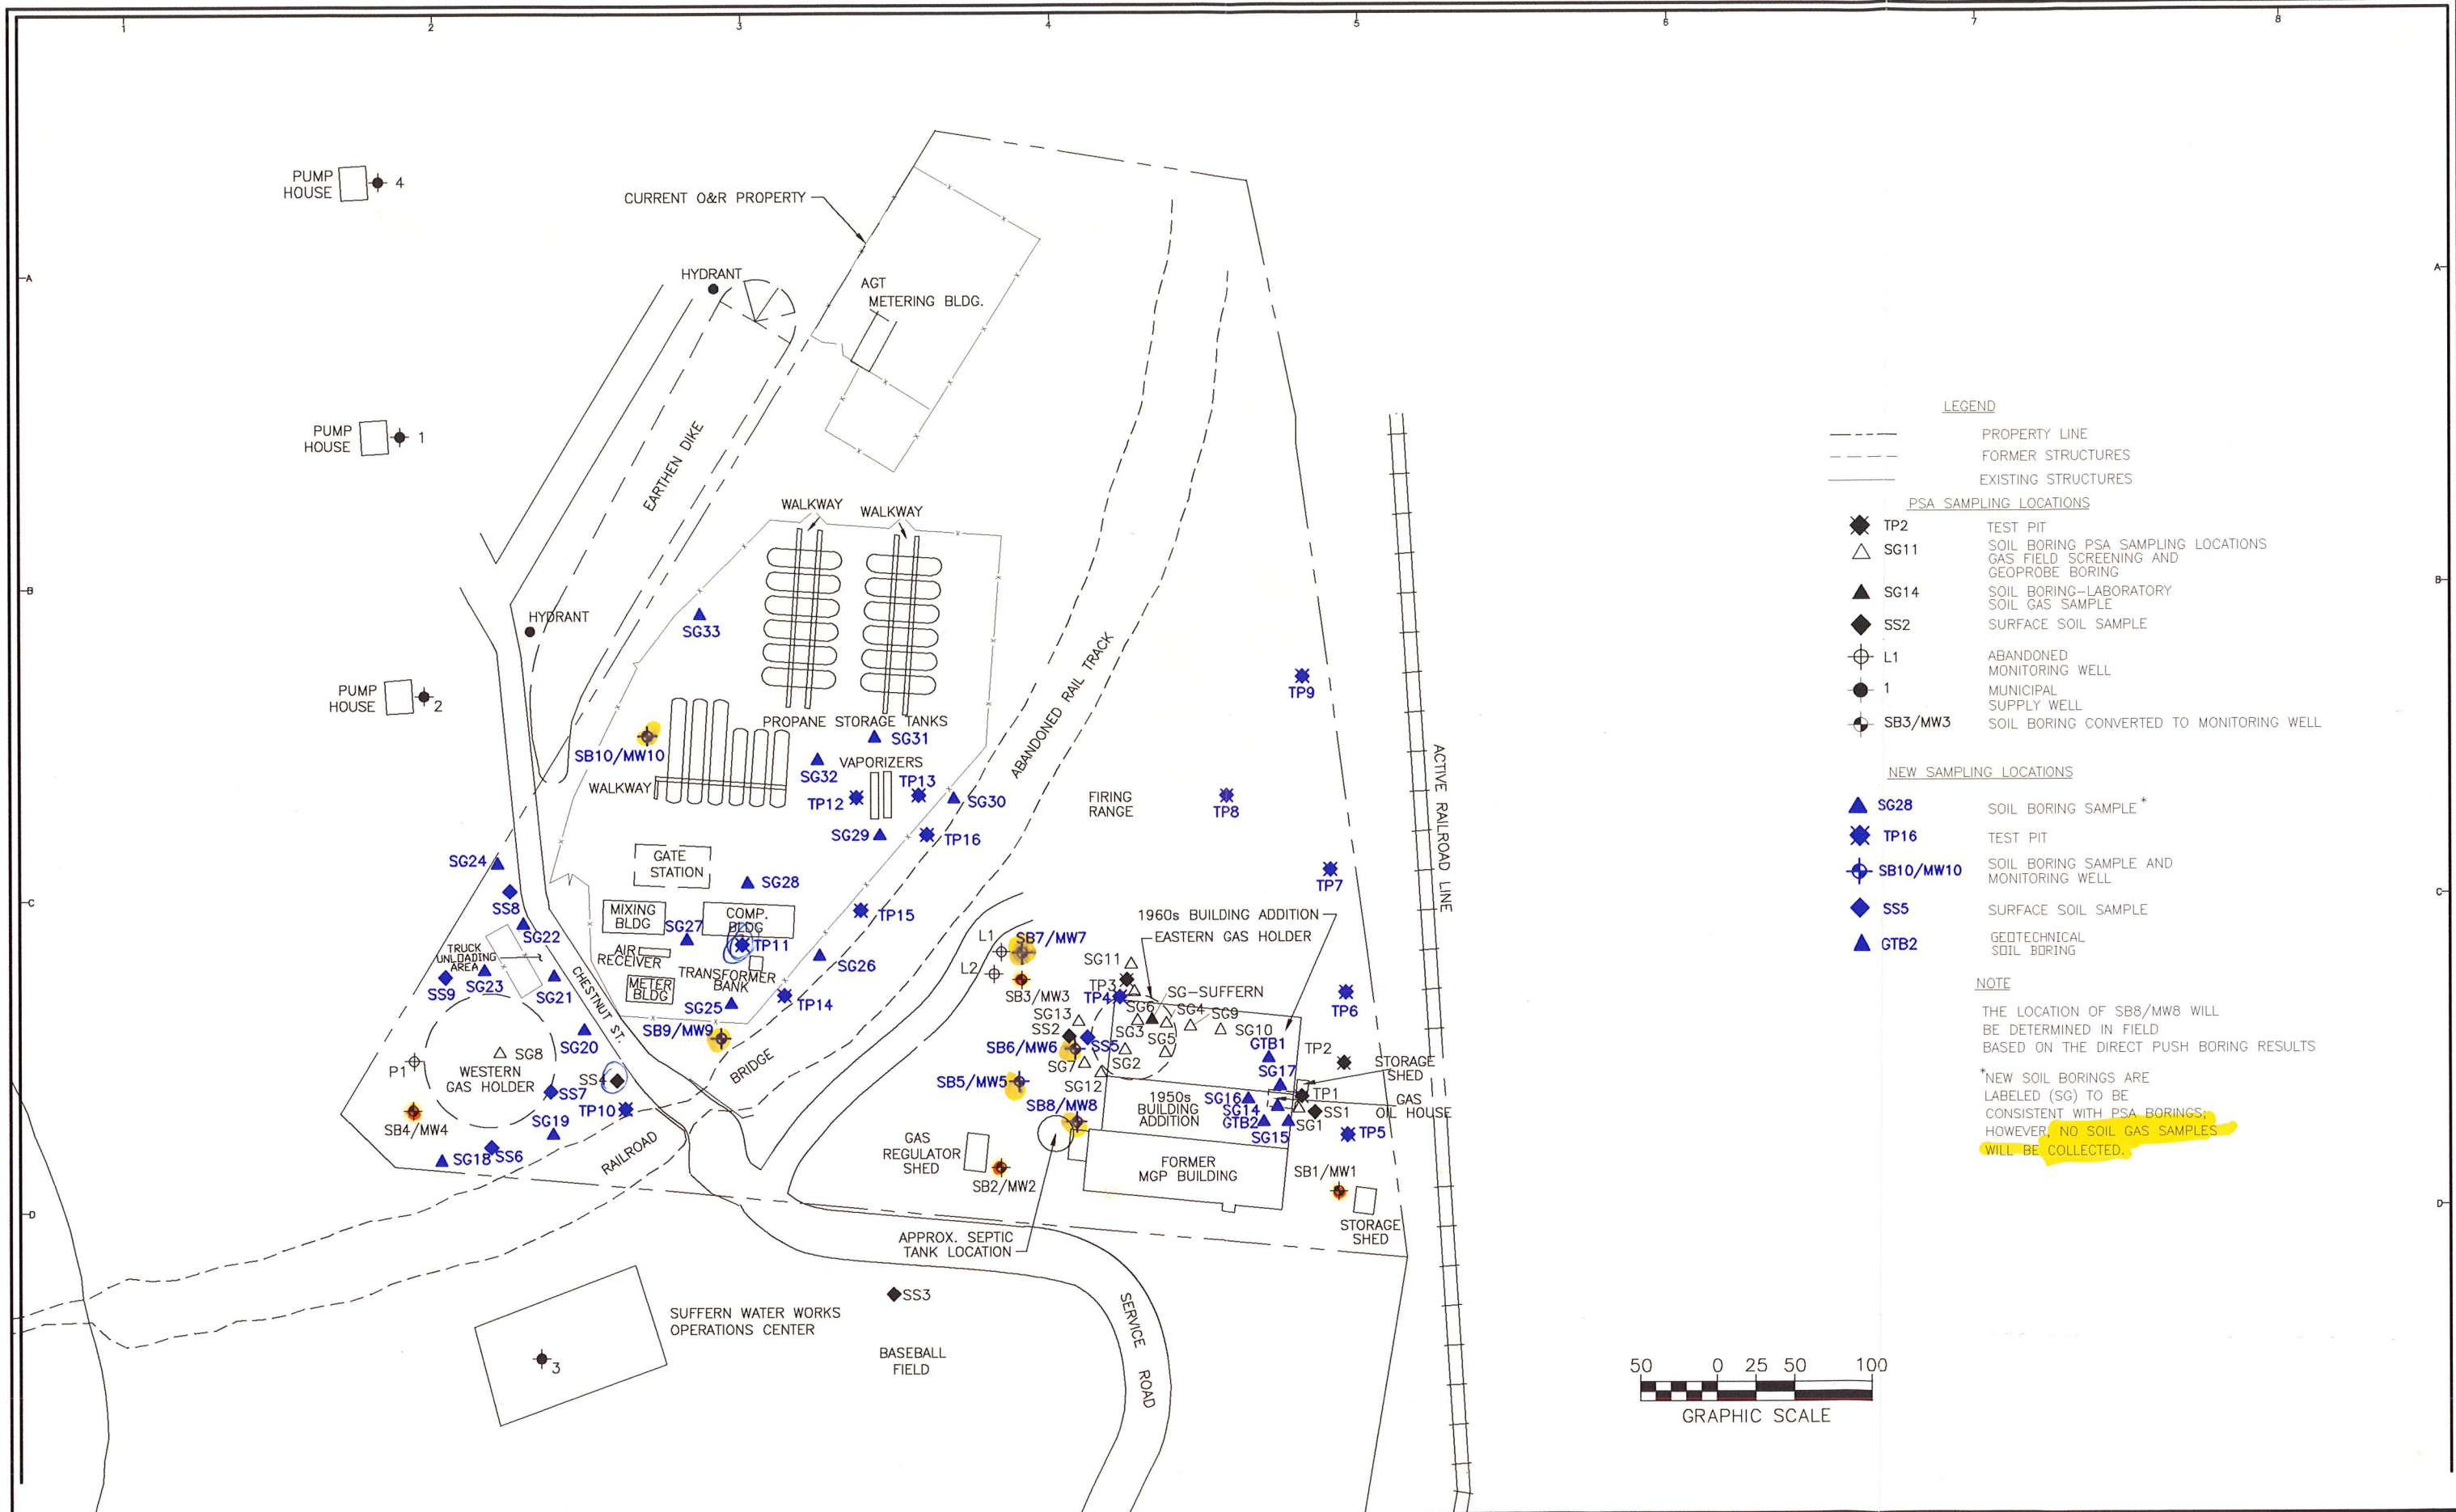 1
2
3
4
5
6
7
8
A
A
B
B
C
C
D
D
PUMP
HOUSE
4
CURRENT O&R PROPERTY
HYDRANT
AGT
METERING BLDG.
PUMP
HOUSE
1
EARTHEN DIKE
WALKWAY
WALKWAY
HYDRANT
SG33
ABANDONED RAIL TRACK
PUMP
HOUSE
2
TP9
PROPANE STORAGE TANKS
SG31
SB10/MW10
SG32
VAPORIZERS
WALKWAY
TP12
TP13
SG30
FIRING
RANGE
TP8
ACTIVE RAILROAD LINE
SG29
TP16
SG24
GATE
STATION
SG28
TP7
SS8
MIXING
BLDG
COMP.
BLDG
TP15
1960s BUILDING ADDITION
SG22
SG27
TP11
L1
SB7/MW7
EASTERN GAS HOLDER
TRUCK
UNLOADING
AREA
AIR
RECEIVER
SG26
L2
SG11
SS9
SG23
SG21
CHESTNUT ST.
TRANSFORMER
BANK
METER
BLDG
SB3/MW3
TP3
TP4
SG-SUFFERN
SG25
TP14
SG6
SG4
SG9
TP6
SG13
SS2
SG3
SG5
SG10
SG20
SB9/MW9
SB6/MW6
SS5
GTB1
TP2
STORAGE
SHED
P1
SG8
WESTERN
GAS HOLDER
SS4
BRIDGE
SG7
SG2
SB5/MW5
SG12
SG17
SS7
TP10
SB8/MW8
1950s
BUILDING
ADDITION
SG16
SG14
GTB2
SG15
TP1
SS1
SG1
GAS
OIL HOUSE
SB4/MW4
SG19
TP5
SG18
SS6
RAILROAD
GAS
REGULATOR
SHED
FORMER
MGP BUILDING
SB2/MW2
SB1/MW1
STORAGE
SHED
APPROX. SEPTIC
TANK LOCATION
SS3
SUFFERN WATER WORKS
OPERATIONS CENTER
3
BASEBALL
FIELD
SERVICE ROAD
LEGEND
PROPERTY LINE
FORMER STRUCTURES
EXISTING STRUCTURES
PSA SAMPLING LOCATIONS
TP2 TEST PIT
SG11 SOIL BORING PSA SAMPLING LOCATIONS
GAS FIELD SCREENING AND
GEOPROBE BORING
SG14 SOIL BORING-LABORATORY
SOIL GAS SAMPLE
SS2 SURFACE SOIL SAMPLE
L1 ABANDONED
MONITORING WELL
1 MUNICIPAL
SUPPLY WELL
SB3/MW3 SOIL BORING CONVERTED TO MONITORING WELL
NEW SAMPLING LOCATIONS
SG28 SOIL BORING SAMPLE*
TP16 TEST PIT
SB10/MW10 SOIL BORING SAMPLE AND
MONITORING WELL
SS5 SURFACE SOIL SAMPLE
GTB2 GEOTECHNICAL
SOIL BORING
NOTE
THE LOCATION OF SB8/MW8 WILL
BE DETERMINED IN FIELD
BASED ON THE DIRECT PUSH BORING RESULTS
*NEW SOIL BORINGS ARE
LABELED (SG) TO BE
CONSISTENT WITH PSA BORINGS;
HOWEVER, NO SOIL GAS SAMPLES
WILL BE COLLECTED.
50 0 25 50 100
GRAPHIC SCALE